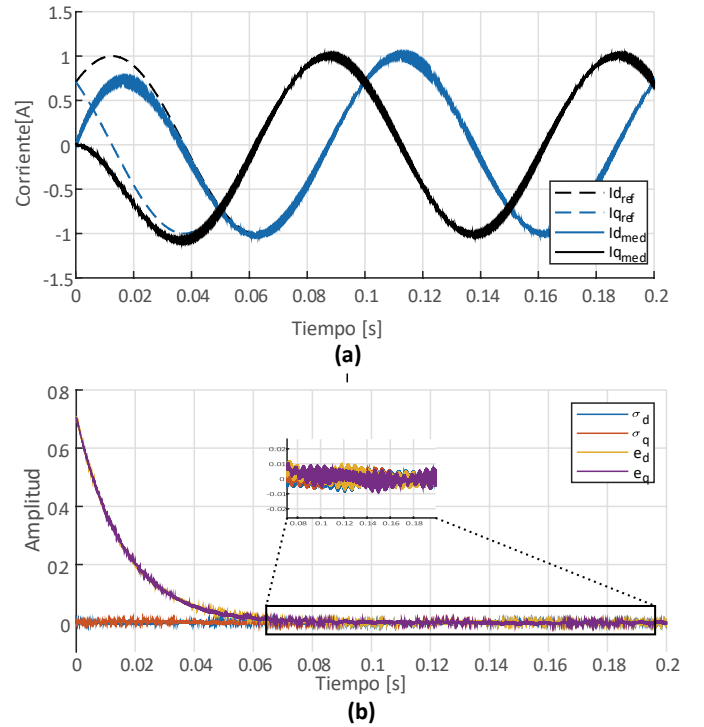 1.5
1
0.5
0
-0.5
-1
-1.5
Corriente[A]
Id_ref
Iq_ref
Id_med
Iq_med
0 0.02 0.04 0.06 0.08 0.1 0.12 0.14 0.16 0.18 0.2
Tiempo [s]
(a)
0.8
0.6
0.4
0.2
0
Amplitud
σ_d
σ_q
e_d
e_q
0.02
0.01
0
-0.01
-0.02
0.08 0.1 0.12 0.14 0.16 0.18
0 0.02 0.04 0.06 0.08 0.1 0.12 0.14 0.16 0.18 0.2
Tiempo [s]
(b)